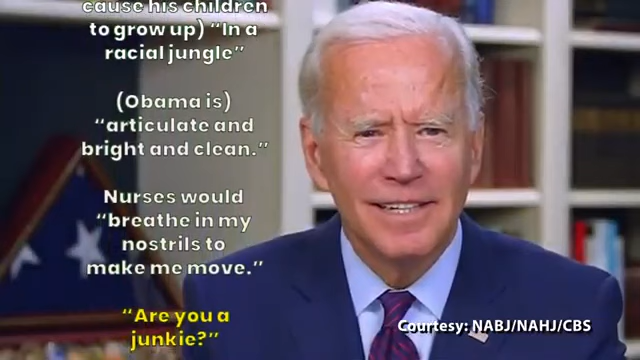 cause his children
to grow up) “In a
racial jungle”
(Obama is)
“articulate and
bright and clean.”
Nurses would
“breathe in my
nostrils to
make me move.”
“Are you a
junkie?”
Courtesy: NABJ/NAHJ/CBS